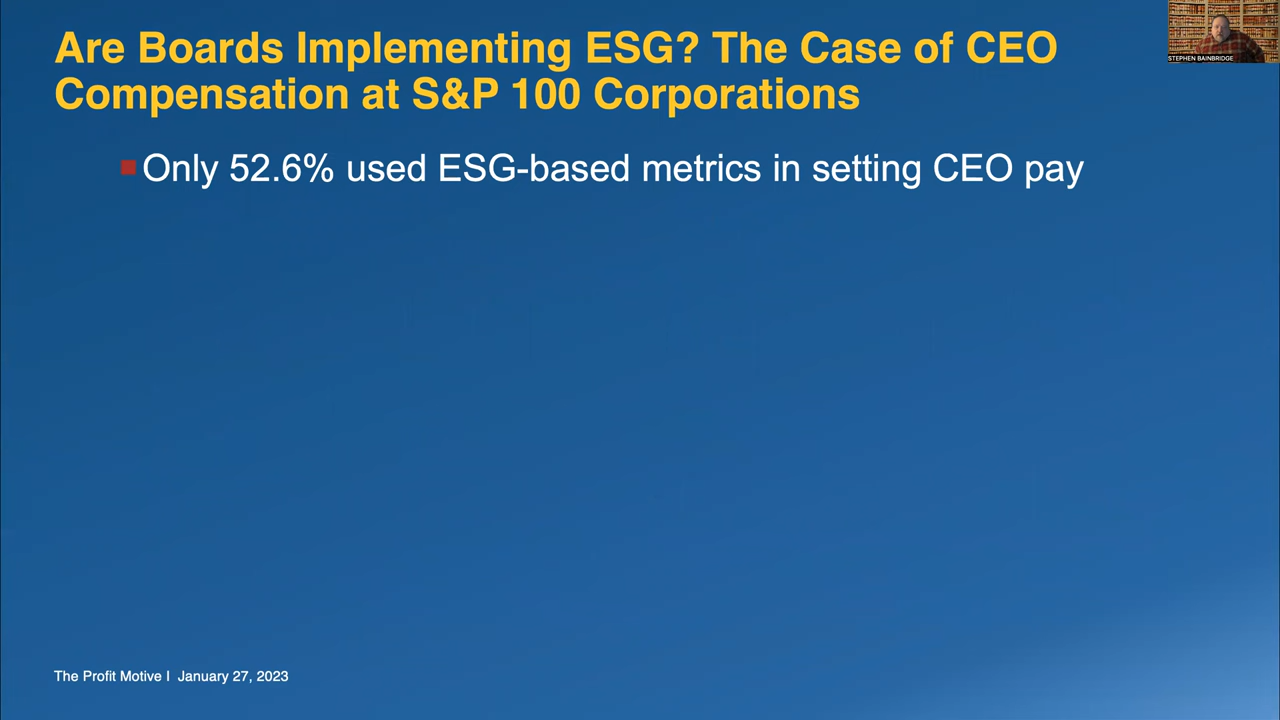 Are Boards Implementing ESG? The Case of CEO
Compensation at S&P 100 Corporations
STEPHEN BAINBRIDGE
Only 52.6% used ESG-based metrics in setting CEO pay
The Profit Motive I January 27, 2023